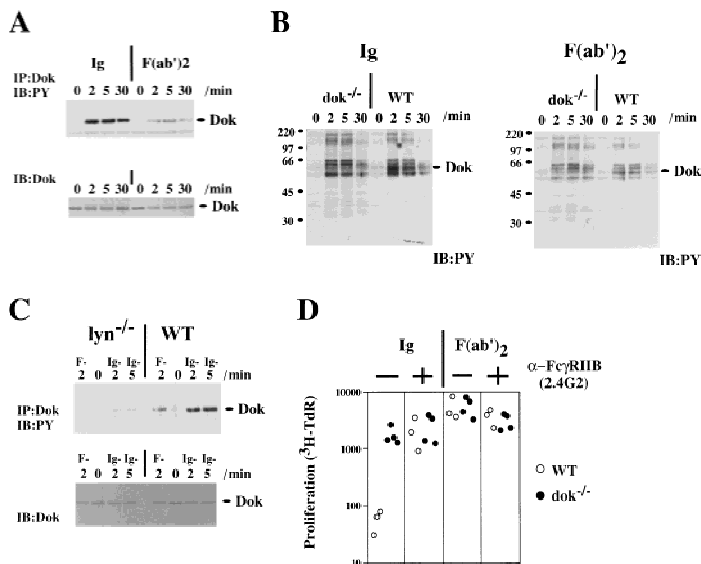 A
Ig F(ab')2
IP:Dok
IB:PY
0 2 5 30 0 2 5 30 /min
Dok
0 2 5 30 0 2 5 30 /min
IB:Dok
Dok
B
Ig
dok-/- WT
0 2 5 30 0 2 5 30 /min
220
97
66
45
30
Dok
IB:PY
F(ab')2
dok-/- WT
0 2 5 30 0 2 5 30 /min
220
97
66
45
30
Dok
IB:PY
C
lyn-/- WT
F- Ig- Ig- F- Ig- Ig-
2 0 2 5 2 0 2 5 /min
IP:Dok
IB:PY
Dok
F- Ig- Ig- F- Ig- Ig-
2 0 2 5 2 0 2 5 /min
IB:Dok
Dok
D
Ig F(ab')2
− + − + α−FcγRIIB
(2.4G2)
10000
1000
100
10
Proliferation (3H-TdR)
WT
dok-/-